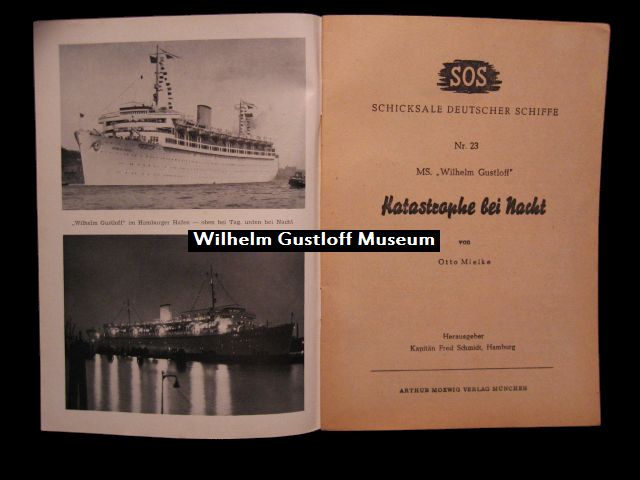 „Wilhelm Gustloff" im Hamburger Hafen — oben bei Tag, unten bei Nacht
Wilhelm Gustloff Museum
SOS
SCHICKSALE DEUTSCHER SCHIFFE
Nr. 23
MS. „Wilhelm Gustloff"
Katastrophe bei Nacht
von
Otto Mielke
Herausgeber
Kapitän Fred Schmidt, Hamburg
ARTHUR MOEWIG VERLAG MÜNCHEN